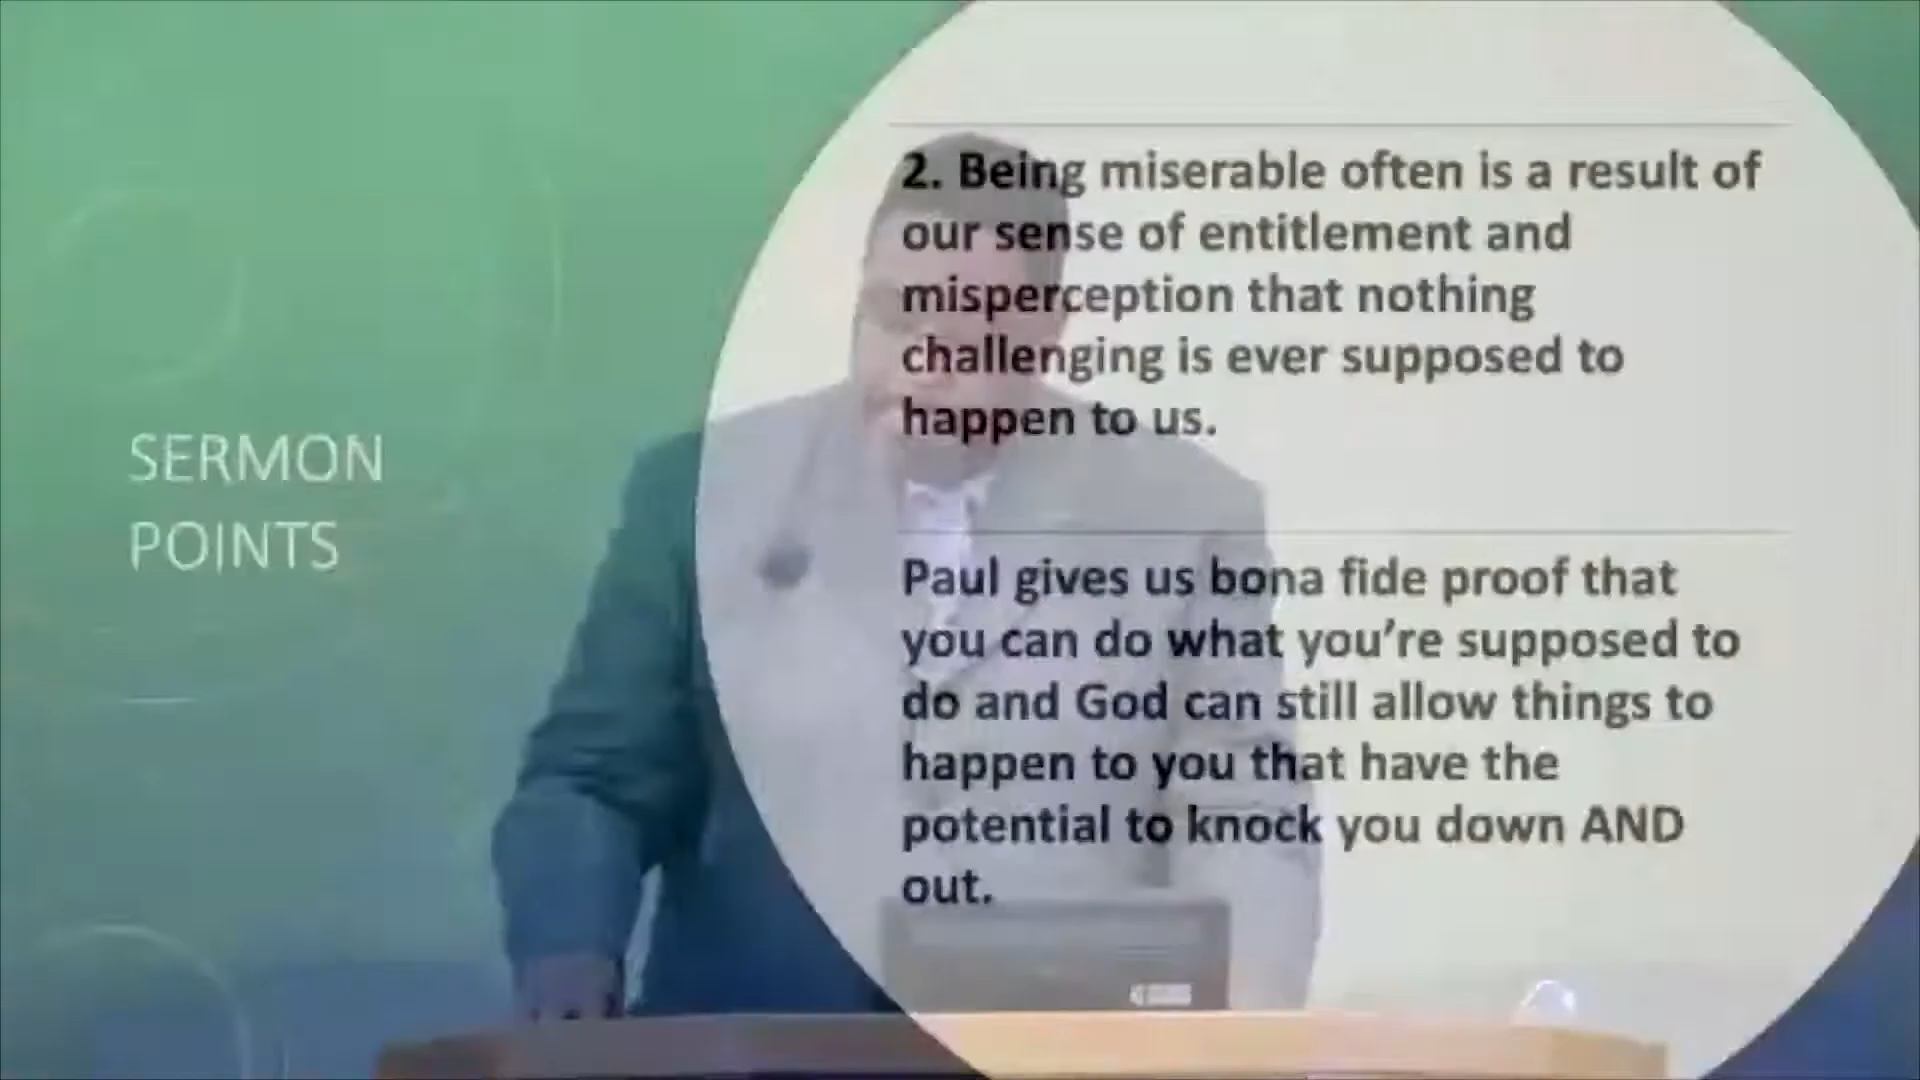 SERMON
POINTS
2. Being miserable often is a result of
our sense of entitlement and
misperception that nothing
challenging is ever supposed to
happen to us.
Paul gives us bona fide proof that
you can do what you’re supposed to
do and God can still allow things to
happen to you that have the
potential to knock you down AND
out.